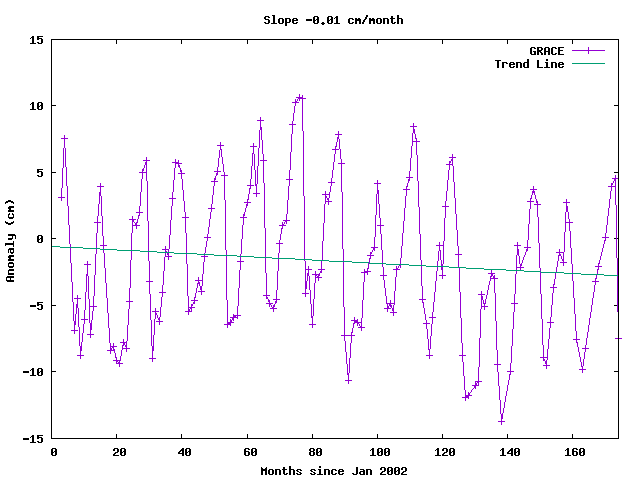 Slope -0.01 cm/month
GRACE
Trend Line
15
10
5
0
-5
-10
-15
Anomaly (cm)
0 20 40 60 80 100 120 140 160
Months since Jan 2002